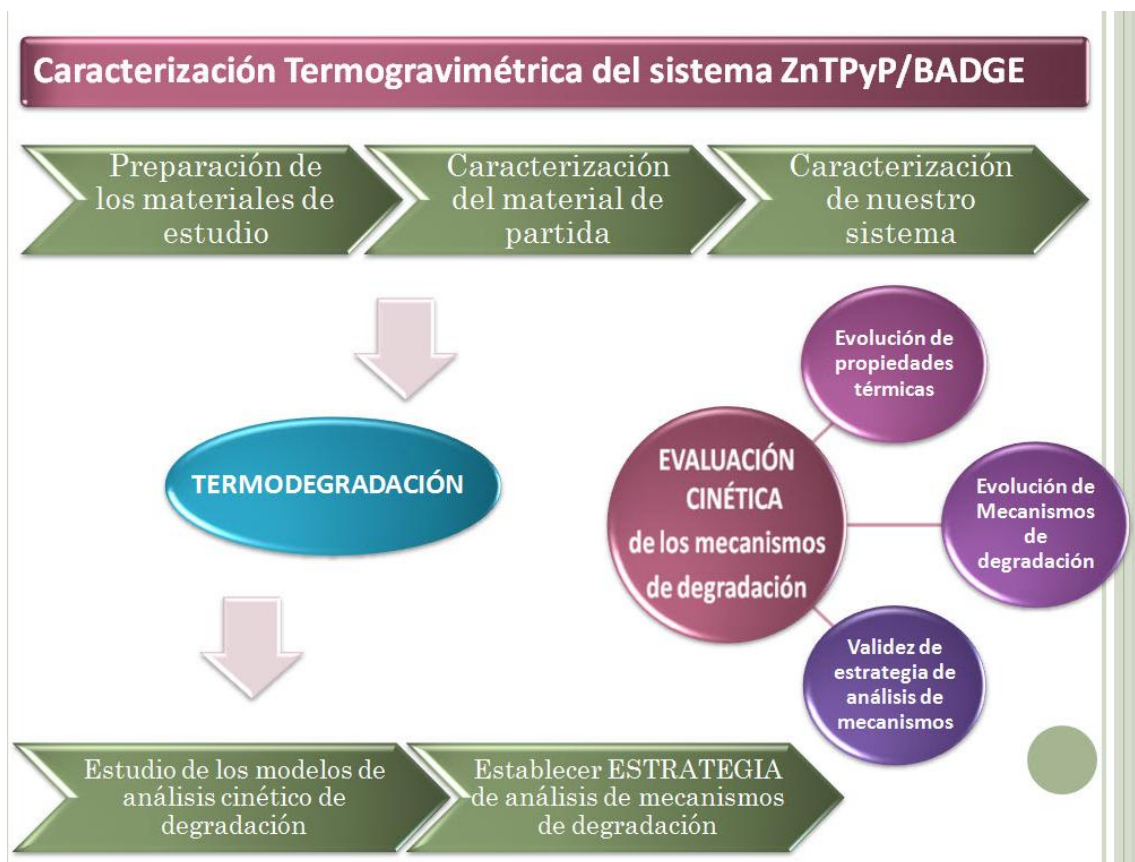 Caracterización Termogravimétrica del sistema ZnTPyP/BADGE
Preparación de
los materiales de
estudio
Caracterización
del material de
partida
Caracterización
de nuestro
sistema
TERMODEGRADACIÓN
EVALUACIÓN
CINÉTICA
de los mecanismos
de degradación
Evolución de
propiedades
térmicas
Evolución de
Mecanismos
de
degradación
Validez de
estrategia de
análisis de
mecanismos
Estudio de los modelos de
análisis cinético de
degradación
Establecer ESTRATEGIA
de análisis de mecanismos
de degradación